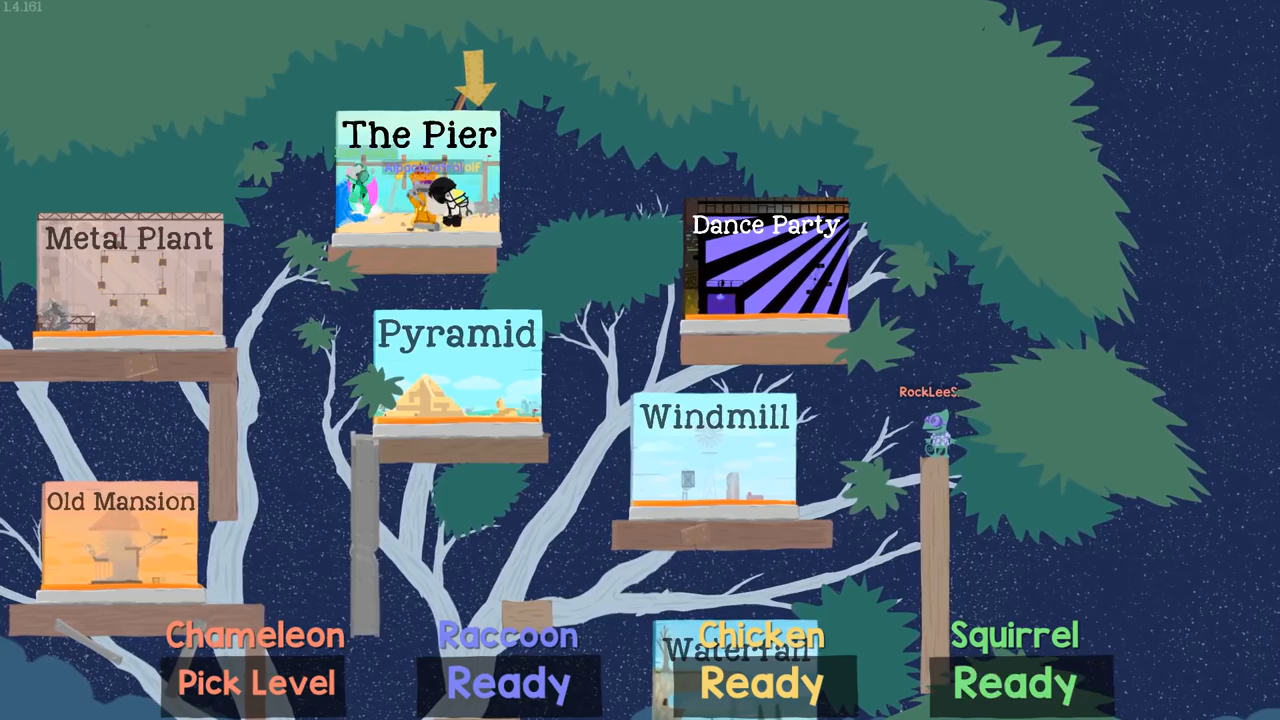 1.4.161
The Pier
Metal Plant
Dance Party
Pyramid
RockLeeS
Windmill
Old Mansion
Chameleon
Raccoon
Chicken
Squirrel
Waterfall
Pick Level
Ready
Ready
Ready